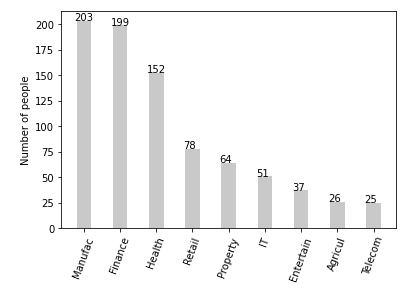 Number of people
200
175
150
125
100
75
50
25
0
203
199
152
78
64
51
37
26
25
Manufac
Finance
Health
Retail
Property
IT
Entertain
Agricul
Telecom